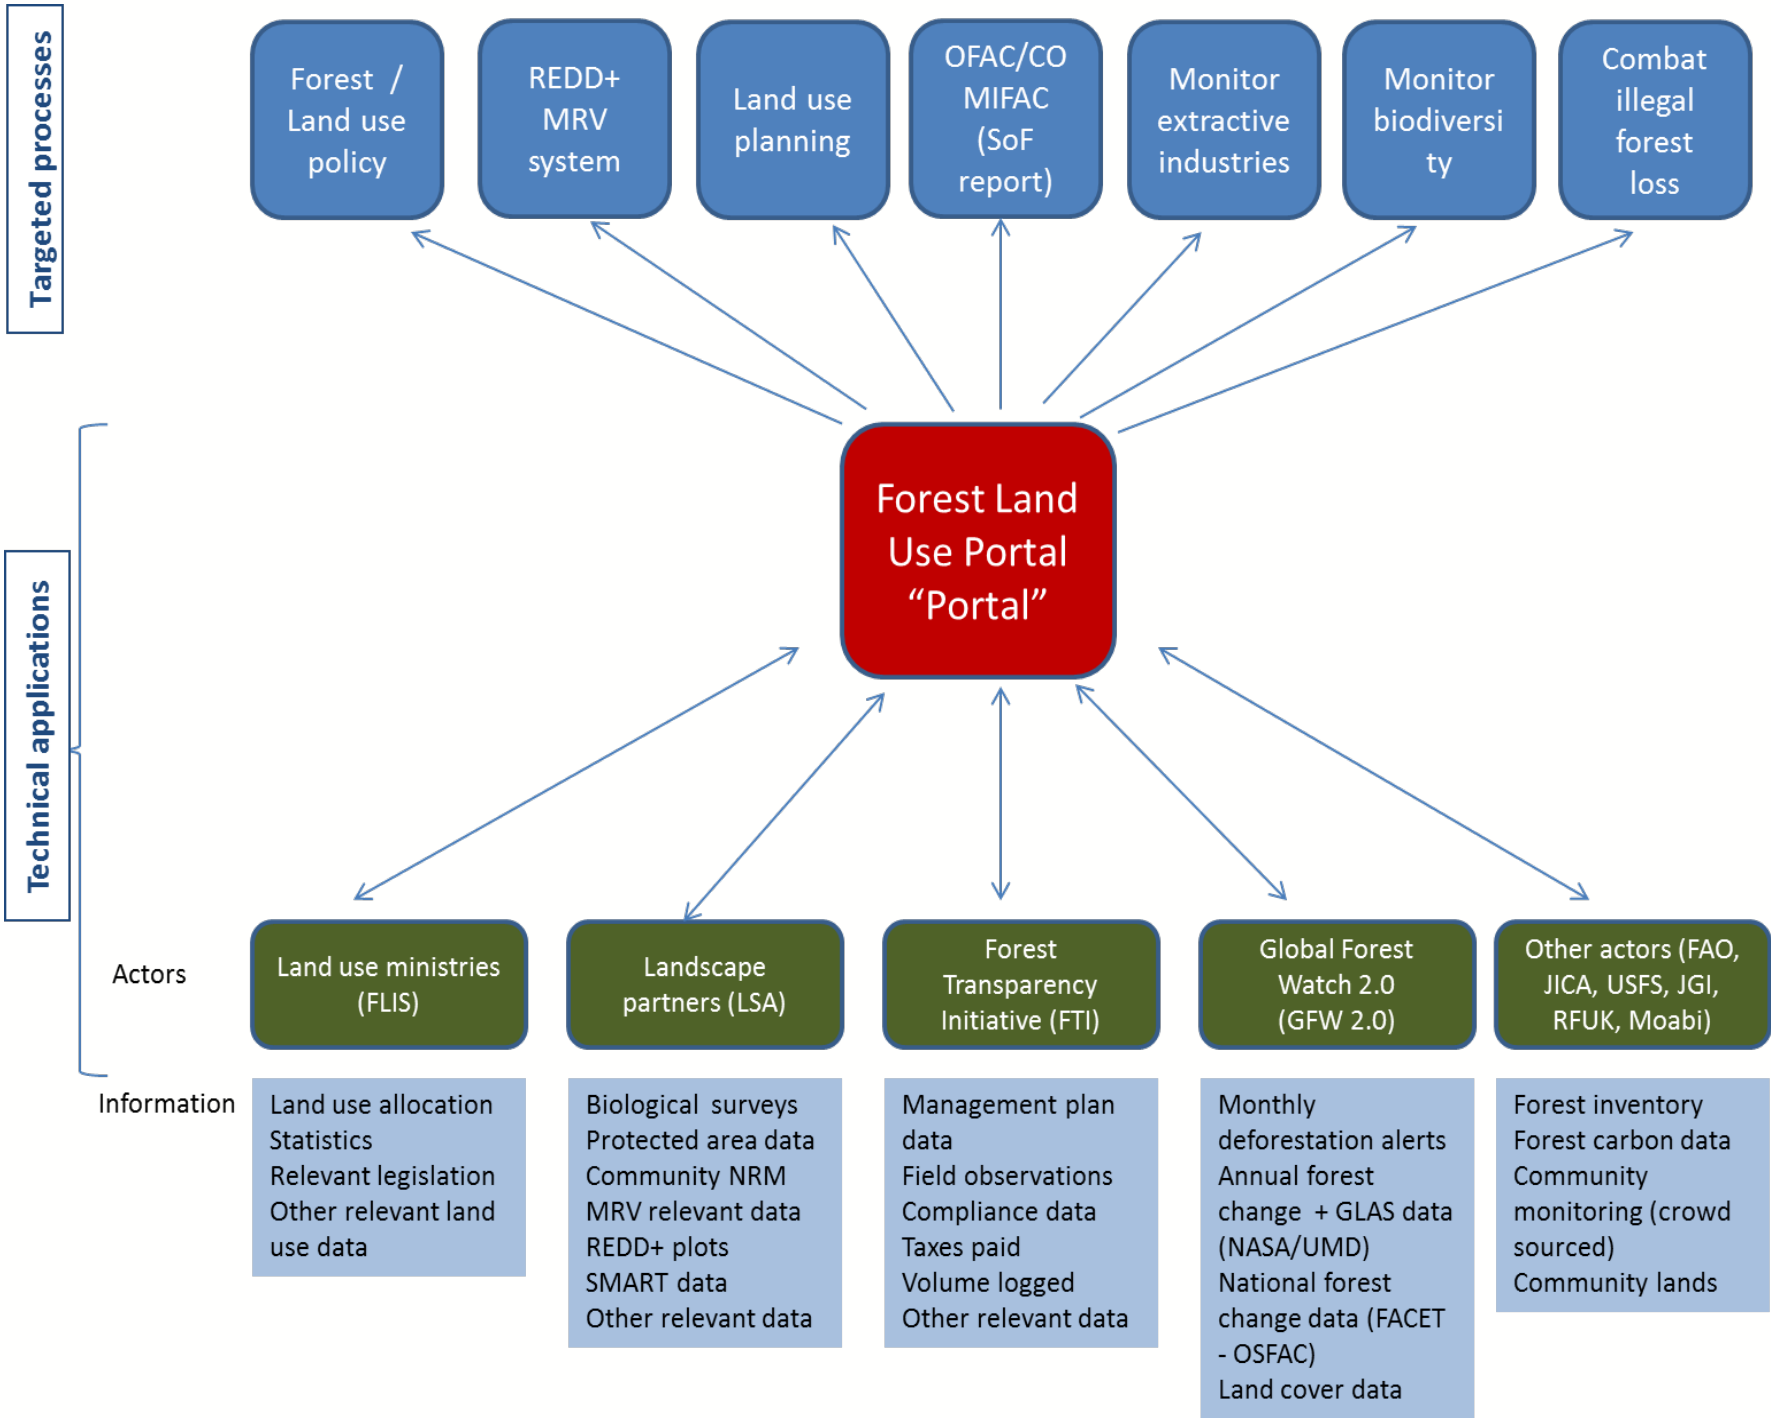 Targeted processes
Forest /
Land use
policy
REDD+
MRV
system
Land use
planning
OFAC/CO
MIFAC
(SoF
report)
Monitor
extractive
industries
Monitor
biodiversi
ty
Combat
illegal
forest
loss
Forest Land
Use Portal
“Portal”
Technical applications
Actors
Land use ministries
(FLIS)
Landscape
partners (LSA)
Forest
Transparency
Initiative (FTI)
Global Forest
Watch 2.0
(GFW 2.0)
Other actors (FAO,
JICA, USFS, JGI,
RFUK, Moabi)
Information
Land use allocation
Statistics
Relevant legislation
Other relevant land
use data
Biological surveys
Protected area data
Community NRM
MRV relevant data
REDD+ plots
SMART data
Other relevant data
Management plan
data
Field observations
Compliance data
Taxes paid
Volume logged
Other relevant data
Monthly
deforestation alerts
Annual forest
change + GLAS data
(NASA/UMD)
National forest
change data (FACET
- OSFAC)
Land cover data
Forest inventory
Forest carbon data
Community
monitoring (crowd
sourced)
Community lands